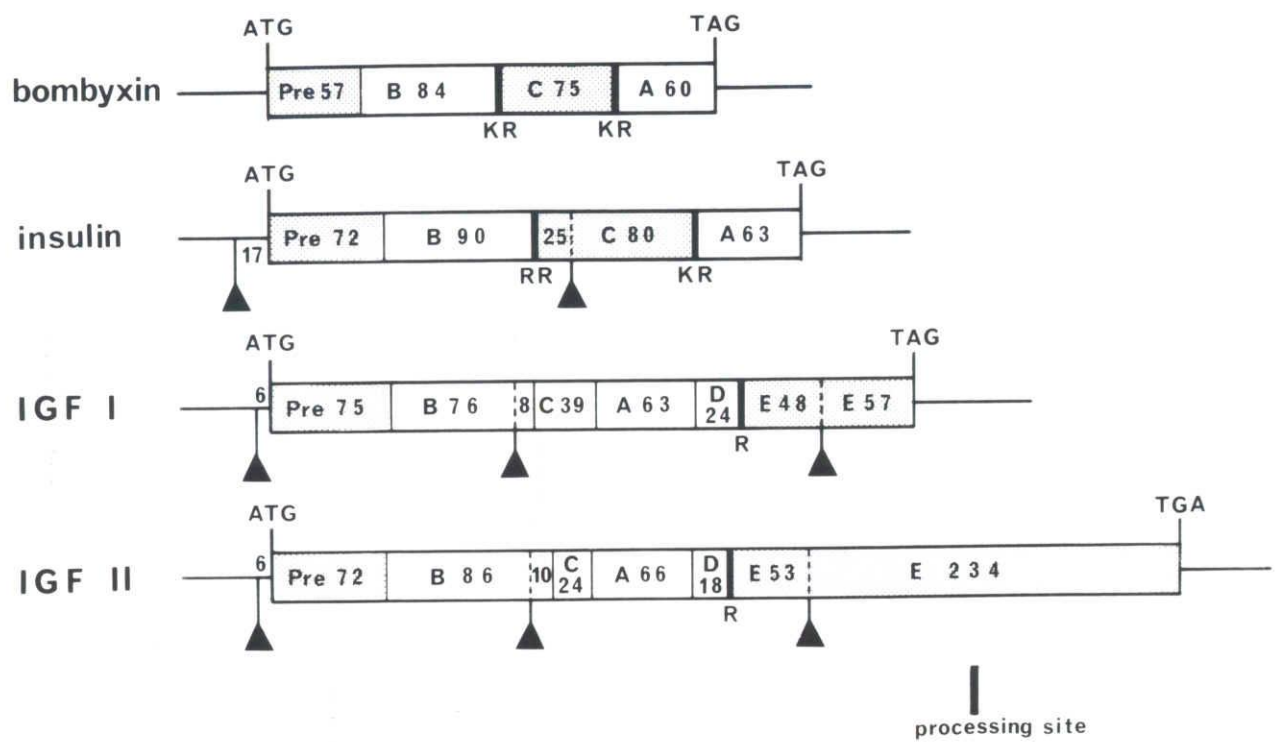 ATG TAG
bombyxin Pre 57 B 84 C 75 A 60
KR KR
ATG TAG
insulin 17 Pre 72 B 90 25 C 80 A 63
RR KR
ATG TAG
IGF I 6 Pre 75 B 76 8 C 39 A 63 D 24 E 48 E 57
R
ATG TGA
IGF II 6 Pre 72 B 86 10 C 24 A 66 D 18 E 53 E 234
R
processing site